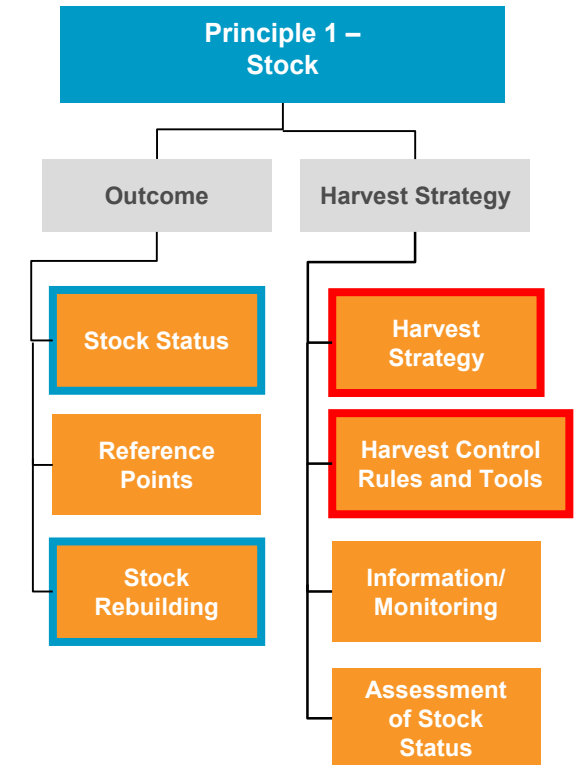 Principle 1 –
Stock
Outcome
Harvest Strategy
Stock Status
Reference
Points
Stock
Rebuilding
Harvest
Strategy
Harvest Control
Rules and Tools
Information/
Monitoring
Assessment
of Stock
Status